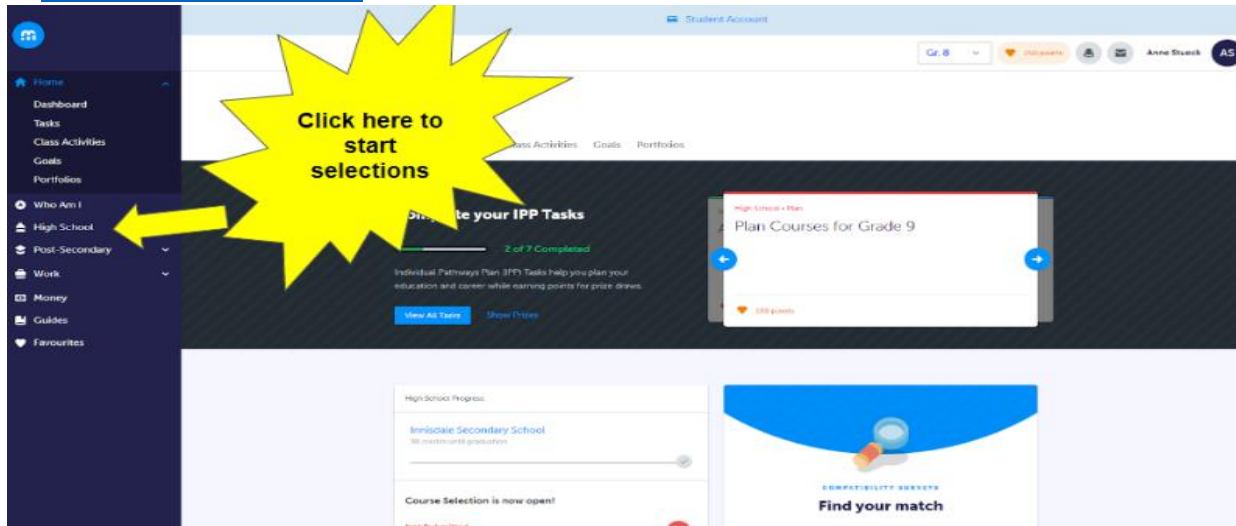 Student Account
Gr. 8
Anne Stueck
AS
Home
Dashboard
Tasks
Class Activities
Goals
Portfolios
Who Am I
High School
Post-Secondary
Work
Money
Guides
Favourites
Click here to
start
selections
Class Activities Goals Portfolios
your IPP Tasks
2 of 7 Completed
Individual Pathways Plan (IPP) Tasks help you plan your
education and career while earning points for prize draws.
View All Tasks Show Prizes
High School • Plan
Plan Courses for Grade 9
points
High School Progress
Innisdale Secondary School
months until graduation
Course Selection is now open!
COMPATIBILITY SURVEYS
Find your match